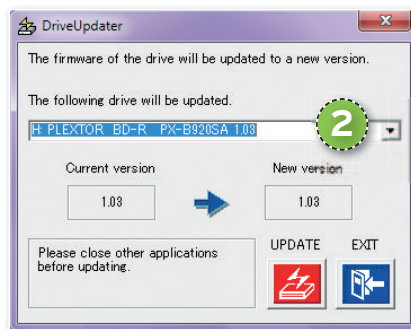 DriveUpdater
The firmware of the drive will be updated to a new version.
The following drive will be updated.
H: PLEXTOR BD-R PX-B920SA 1.03
2
Current version
New version
1.03
1.03
Please close other applications
before updating.
UPDATE
EXIT